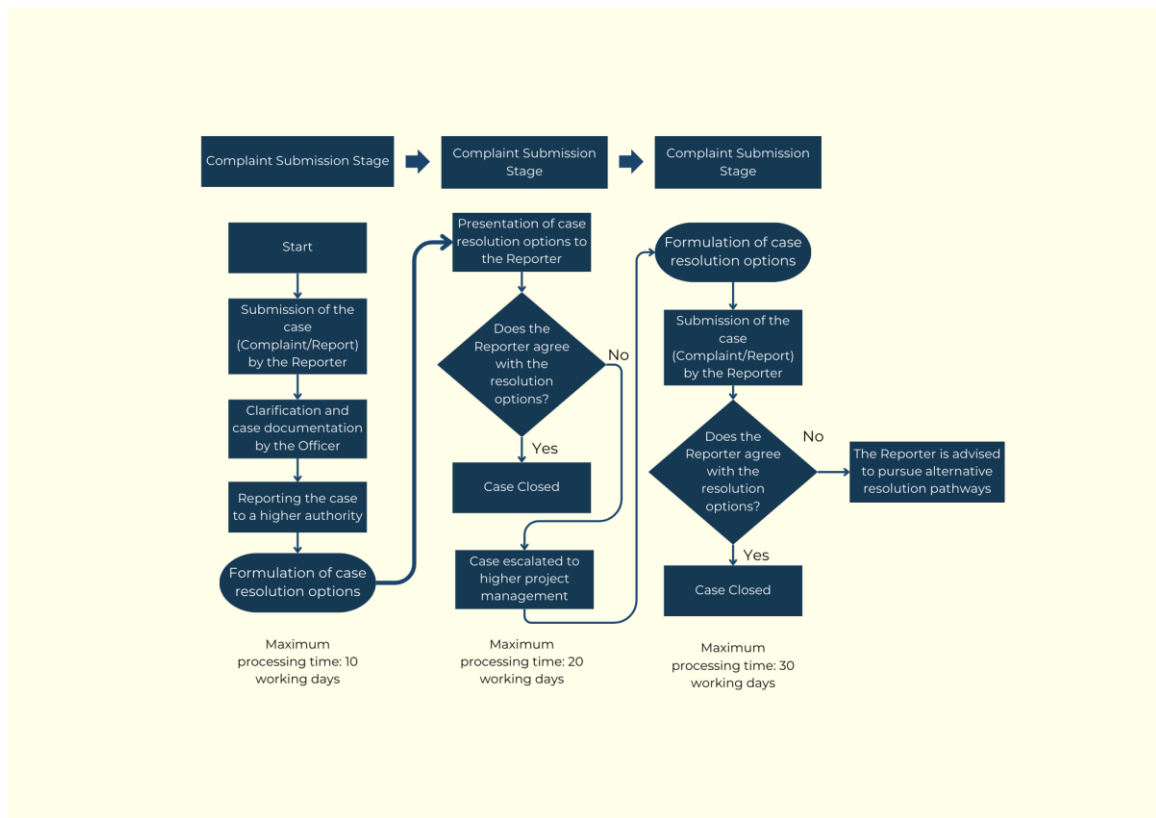 Complaint Submission Stage
Complaint Submission
Stage
Complaint Submission
Stage
Start
Submission of the
case
(Complaint/Report)
by the Reporter
Clarification and
case documentation
by the Officer
Reporting the case
to a higher authority
Formulation of case
resolution options
Maximum
processing time: 10
working days
Presentation of case
resolution options to
the Reporter
Does the
Reporter agree
with the
resolution
options?
No
Yes
Case Closed
Case escalated to
higher project
management
Maximum
processing time: 20
working days
Formulation of case
resolution options
Submission of the
case
(Complaint/Report)
by the Reporter
Does the
Reporter agree
with the
resolution
options?
No
The Reporter is advised
to pursue alternative
resolution pathways
Yes
Case Closed
Maximum
processing time: 30
working days